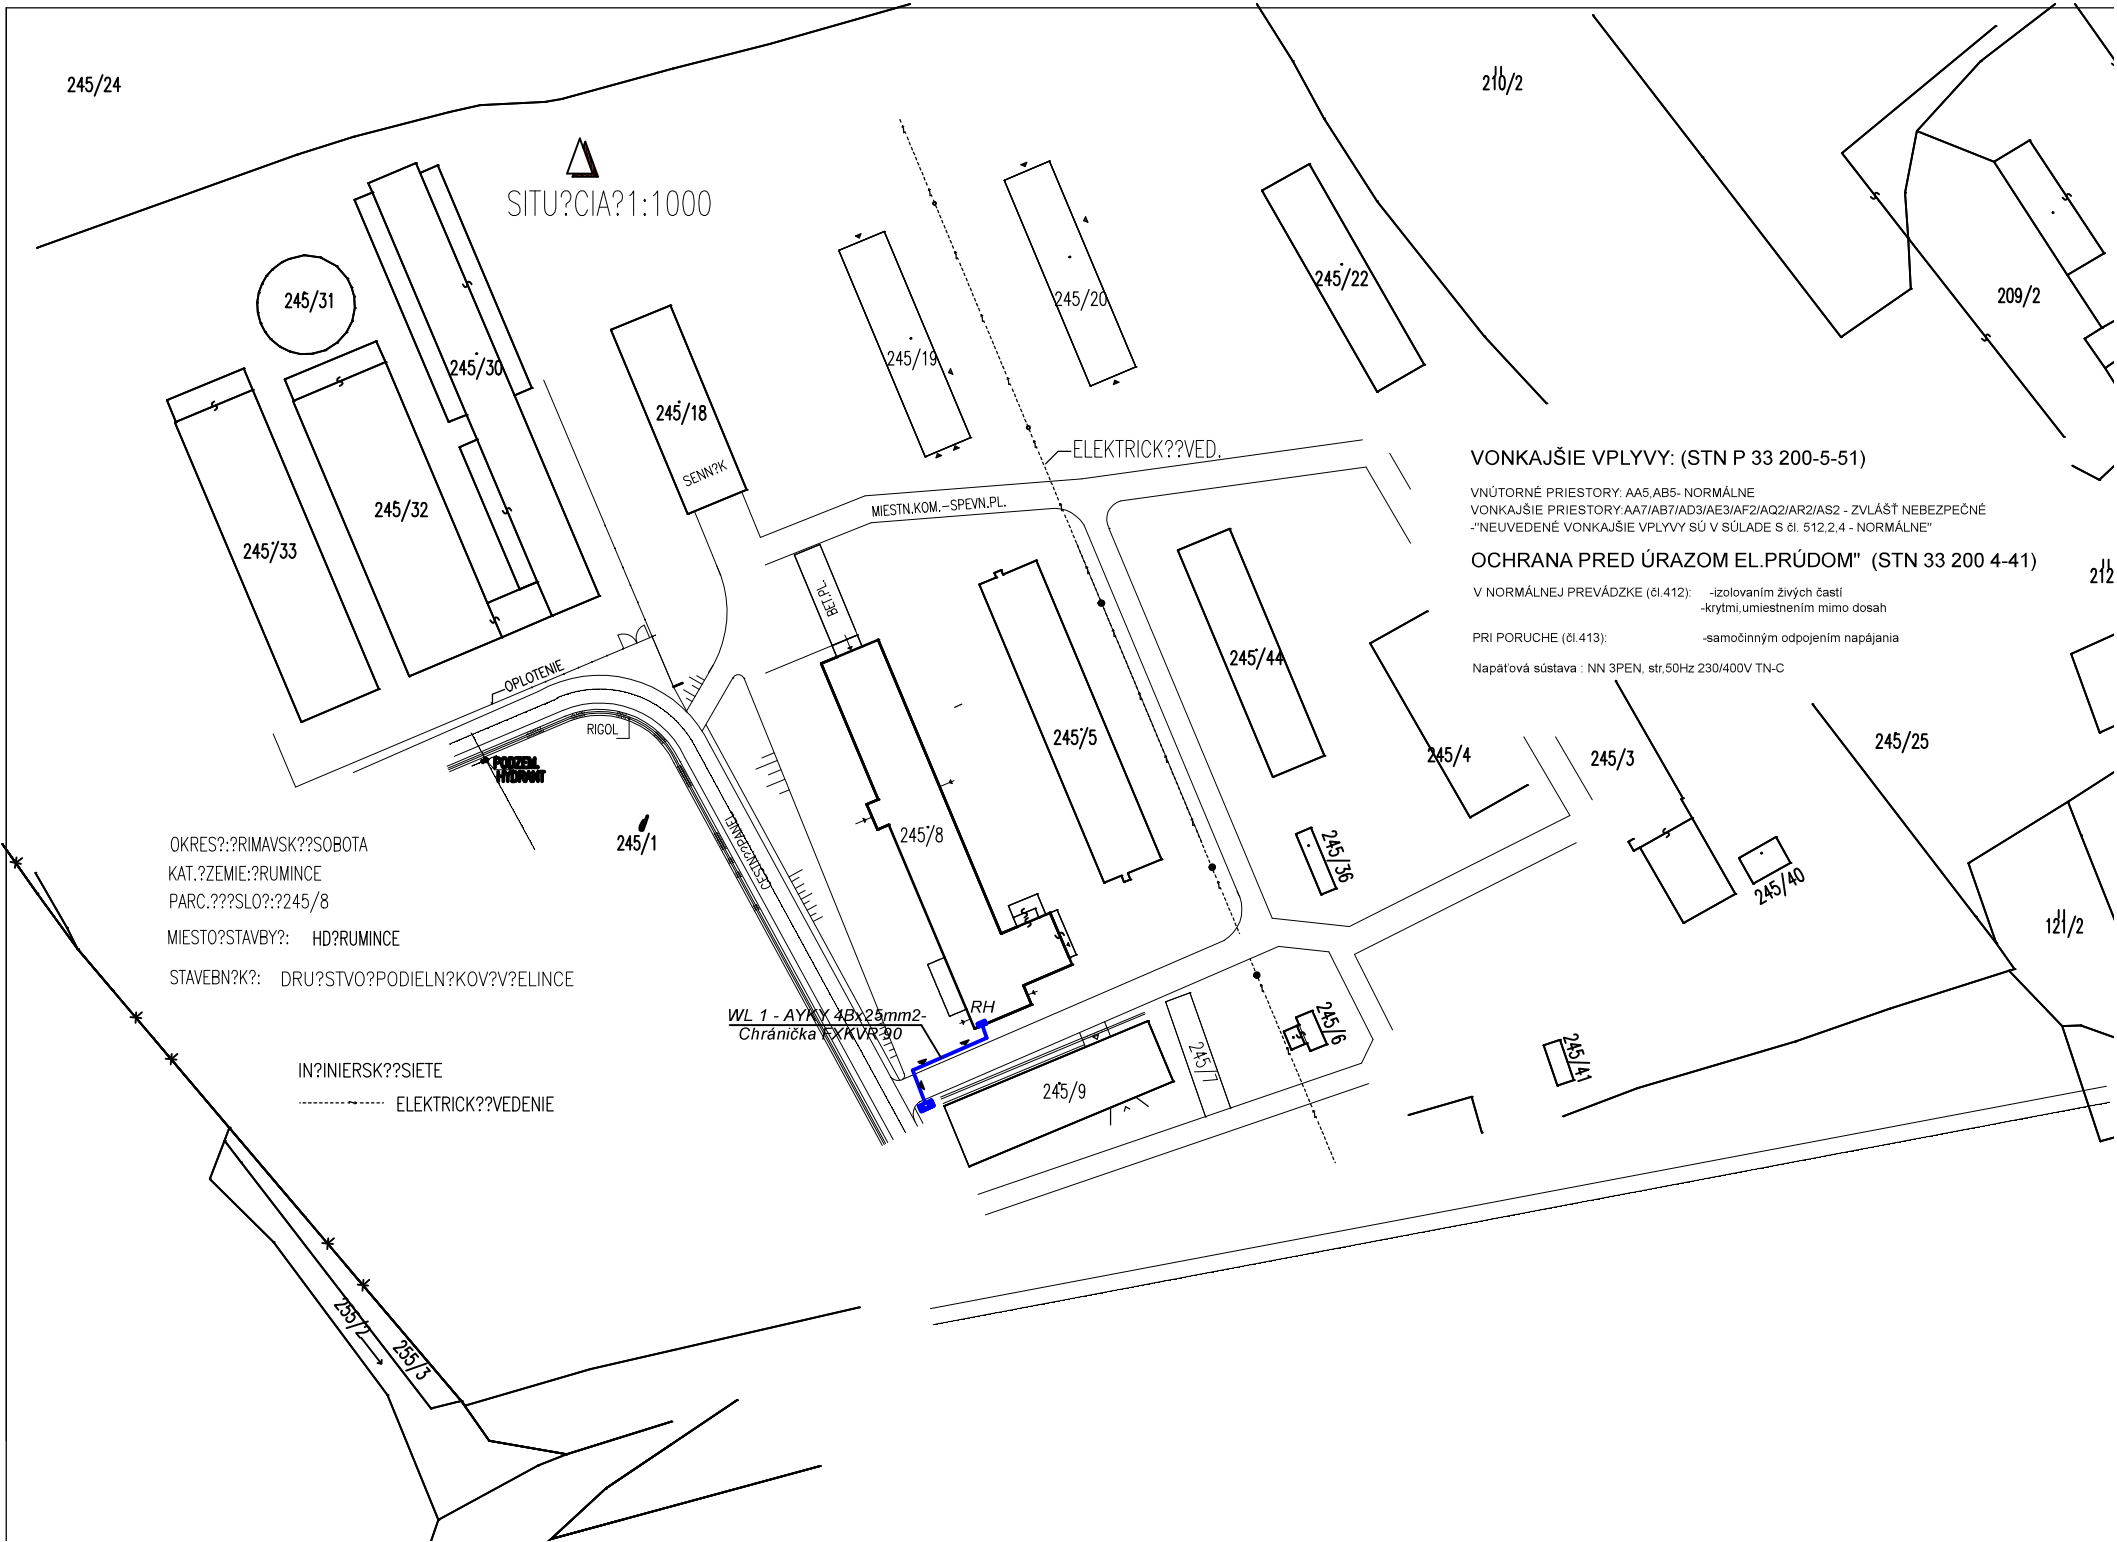 245/24
210/2
SITU?CIA?1:1000
245/31
245/30
245/18
SENN?K
245/19
245/20
245/22
209/2
245/33
245/32
ELEKTRICK??VED.
MIESTN.KOM.-SPEVN.PL.
BET.PL.
VONKAJŠIE VPLYVY: (STN P 33 200-5-51)
VNÚTORNÉ PRIESTORY: AA5,AB5- NORMÁLNE
VONKAJŠIE PRIESTORY:AA7/AB7/AD3/AE3/AF2/AQ2/AR2/AS2 - ZVLÁŠŤ NEBEZPEČNÉ
-"NEUVEDENÉ VONKAJŠIE VPLYVY SÚ V SÚLADE S čl. 512,2,4 - NORMÁLNE"
OCHRANA PRED ÚRAZOM EL.PRÚDOM" (STN 33 200 4-41)
V NORMÁLNEJ PREVÁDZKE (čl.412): -izolovaním živých častí
-krytmi,umiestnením mimo dosah
PRI PORUCHE (čl.413): -samočinným odpojením napájania
Napäťová sústava : NN 3PEN, str,50Hz 230/400V TN-C
212
OPLOTENIE
RIGOL
PODZEM.
HYDRANT
CESTN??PANEL
245/1
245/8
245/5
245/44
245/4
245/3
245/25
245/36
245/40
121/2
OKRES?:?RIMAVSK??SOBOTA
KAT.?ZEMIE:?RUMINCE
PARC.???SLO?:?245/8
MIESTO?STAVBY?: HD?RUMINCE
STAVEBN?K?: DRU?STVO?PODIELN?KOV?V?ELINCE
WL 1 - AYKY 4Bx25mm2-
Chránička FXKVR 90
RH
245/9
245/7
245/6
245/41
IN?INIERSK??SIETE
ELEKTRICK??VEDENIE
255/2
255/3